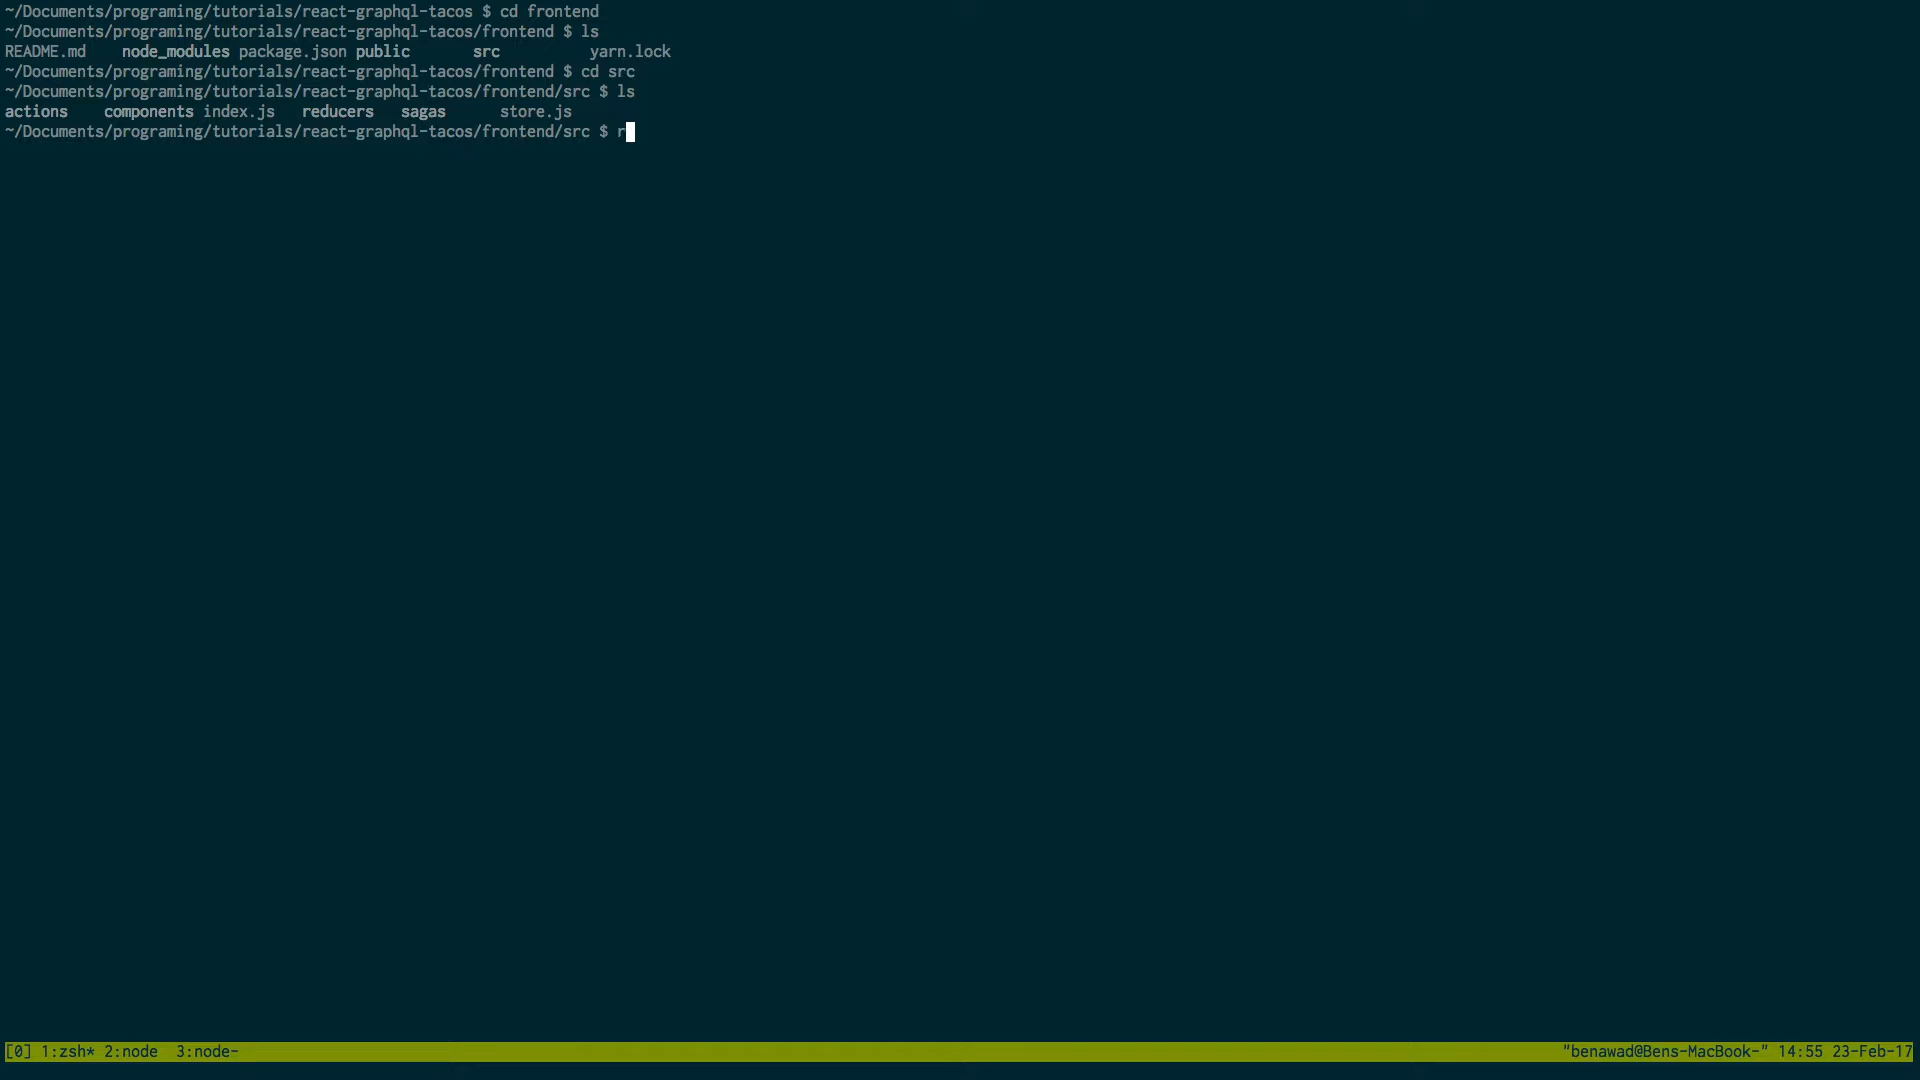 ~/Documents/programing/tutorials/react-graphql-tacos $ cd frontend
~/Documents/programing/tutorials/react-graphql-tacos/frontend $ ls
README.md    node_modules package.json public       src          yarn.lock
~/Documents/programing/tutorials/react-graphql-tacos/frontend $ cd src
~/Documents/programing/tutorials/react-graphql-tacos/frontend/src $ ls
actions    components index.js   reducers   sagas      store.js
~/Documents/programing/tutorials/react-graphql-tacos/frontend/src $ r
[0] 1:zsh* 2:node  3:node- "benawad@Bens-MacBook-" 14:55 23-Feb-17